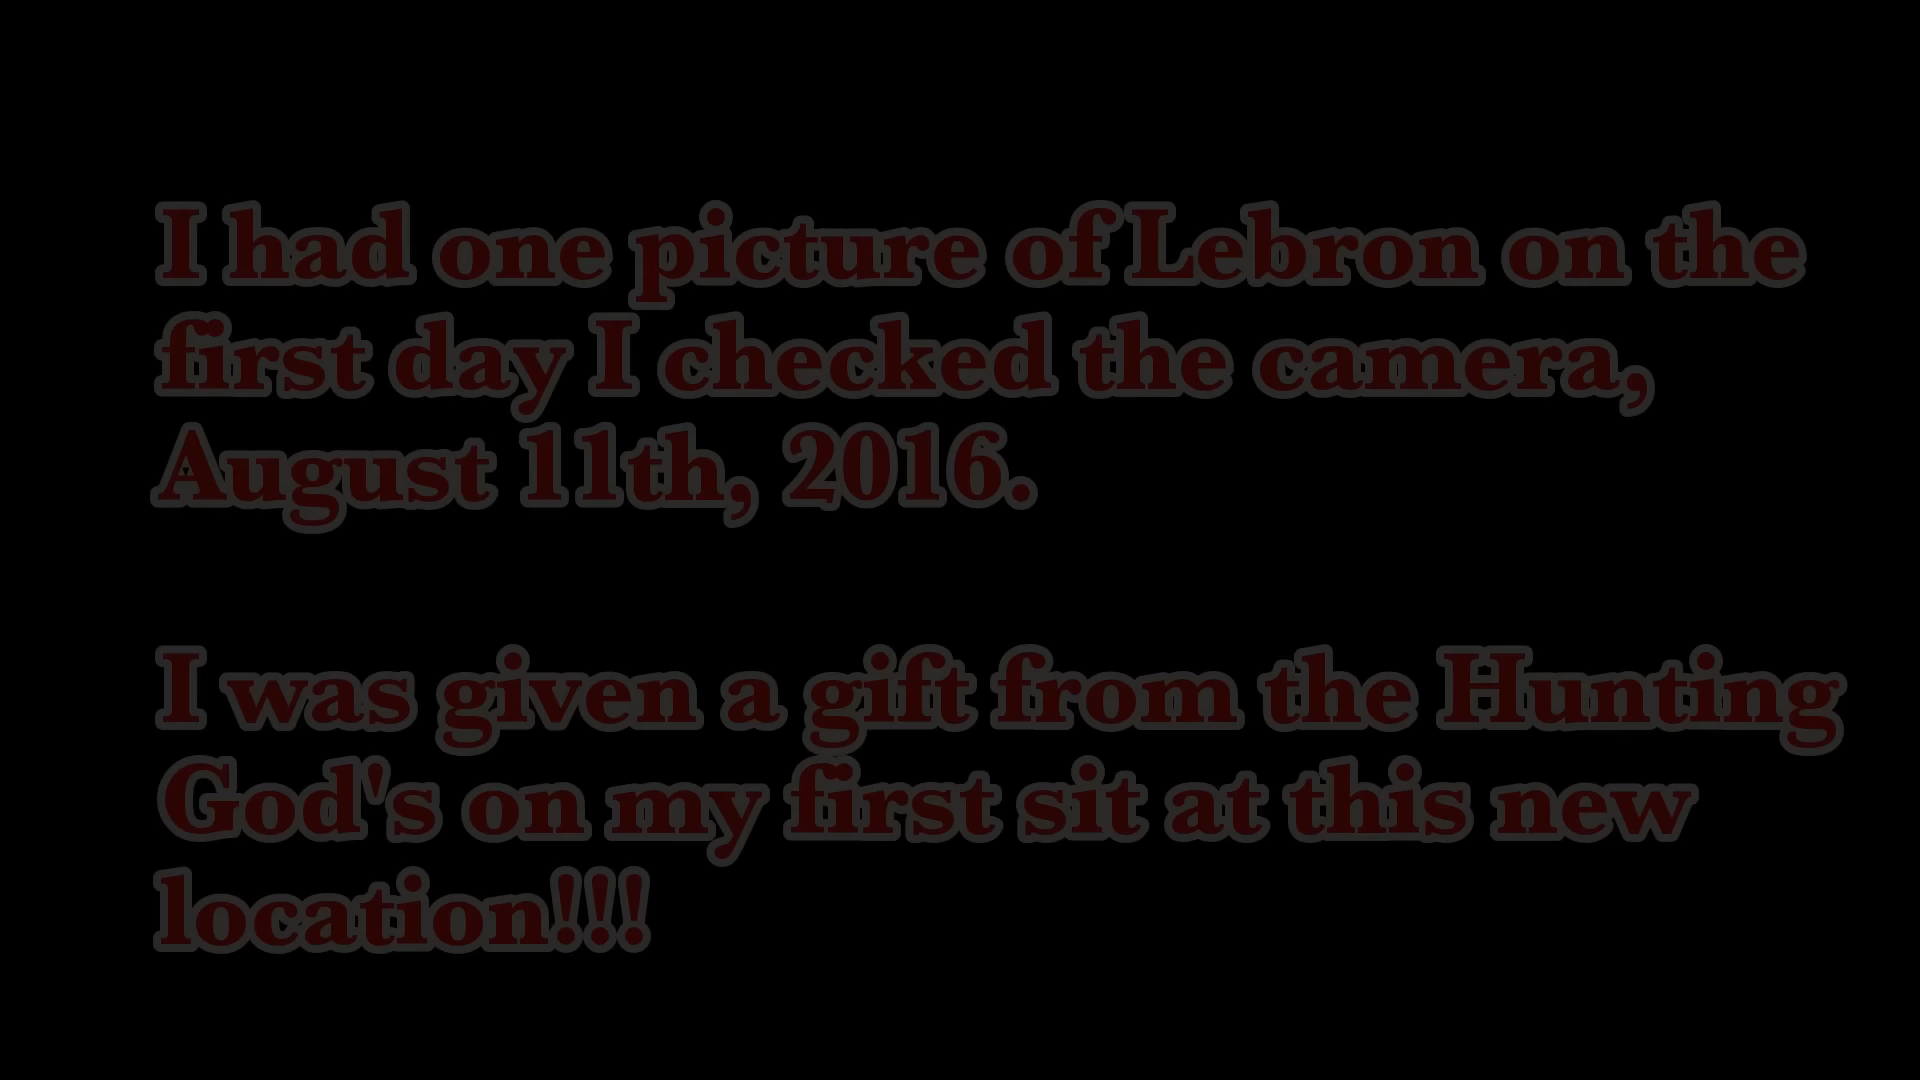 I had one picture of Lebron on the
first day I checked the camera,
August 11th, 2016.
I was given a gift from the Hunting
God's on my first sit at this new
location!!!